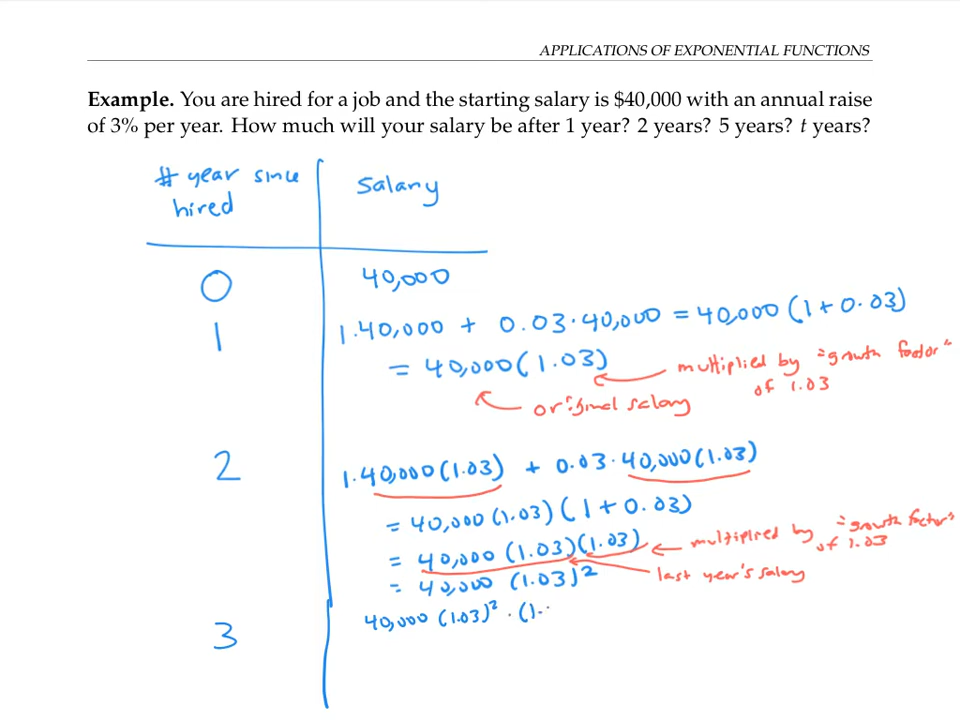 APPLICATIONS OF EXPONENTIAL FUNCTIONS
Example. You are hired for a job and the starting salary is $40,000 with an annual raise
of 3% per year. How much will your salary be after 1 year? 2 years? 5 years? t years?
# year since
hired
Salary
0
40,000
1
1·40,000 + 0.03·40,000 = 40,000 (1+0.03)
= 40,000(1.03)
multiplied by "growth factor"
of 1.03
original salary
2
1·40,000(1.03) + 0.03·40,000(1.03)
= 40,000 (1.03)(1+0.03)
= 40,000 (1.03)(1.03)
multiplied by "growth factor"
of 1.03
last year's salary
= 40,000 (1.03)²
3
40,000 (1.03)² · (1.